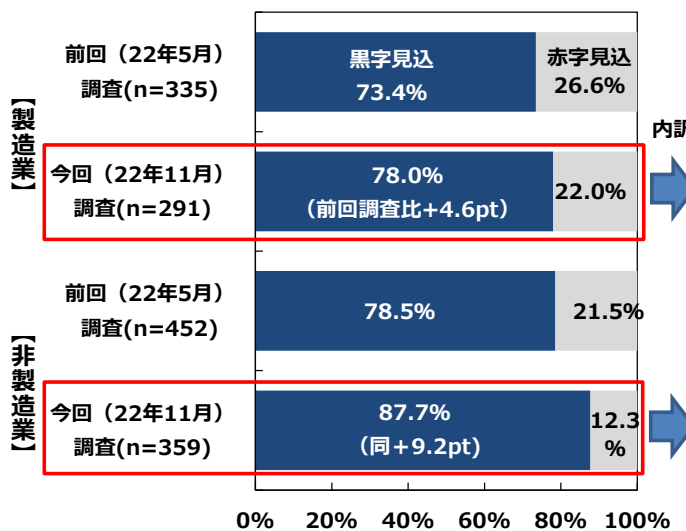 【製造業】
前回（22年5月）
調査(n=335)
黒字見込
73.4%
赤字見込
26.6%
内訳
今回（22年11月）
調査(n=291)
78.0%
（前回調査比+4.6pt）
22.0%
【非製造業】
前回（22年5月）
調査(n=452)
78.5%
21.5%
今回（22年11月）
調査(n=359)
87.7%
（同＋9.2pt）
12.3
%
0% 20% 40% 60% 80% 100%